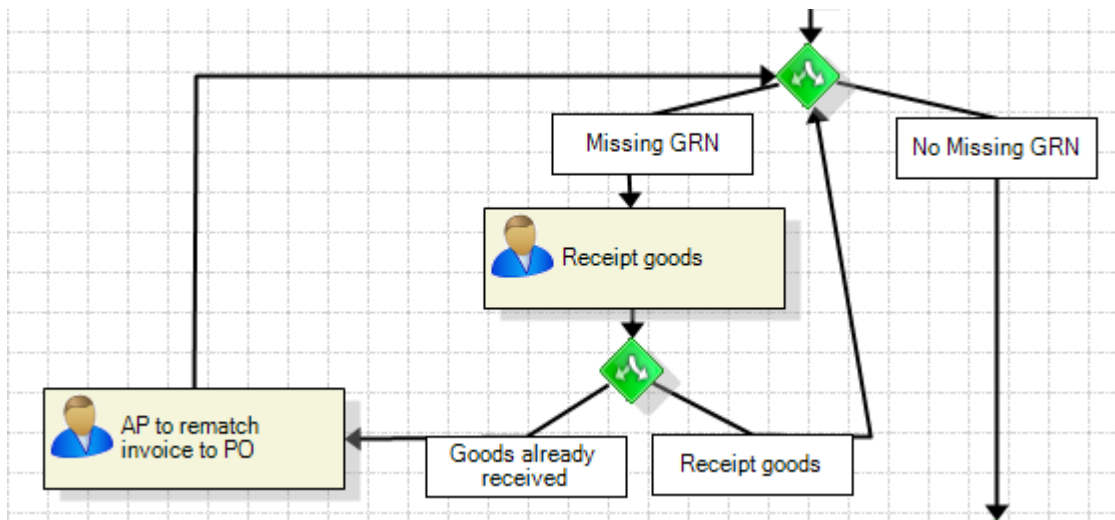 Missing GRN
No Missing GRN
Receipt goods
AP to rematch
invoice to PO
Goods already
received
Receipt goods